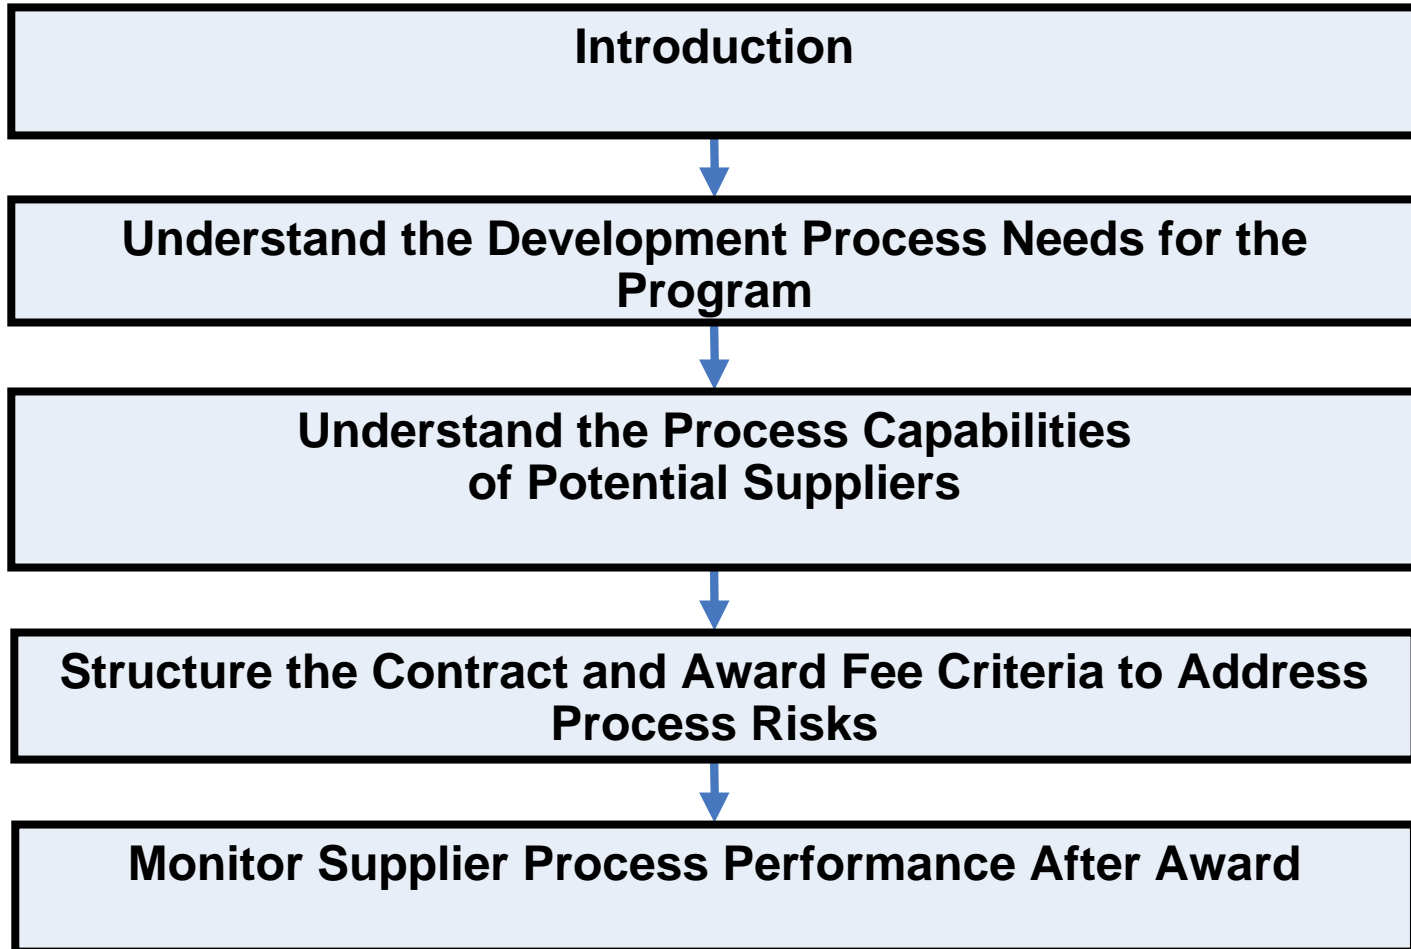 Introduction
Understand the Development Process Needs for the
Program
Understand the Process Capabilities
of Potential Suppliers
Structure the Contract and Award Fee Criteria to Address
Process Risks
Monitor Supplier Process Performance After Award